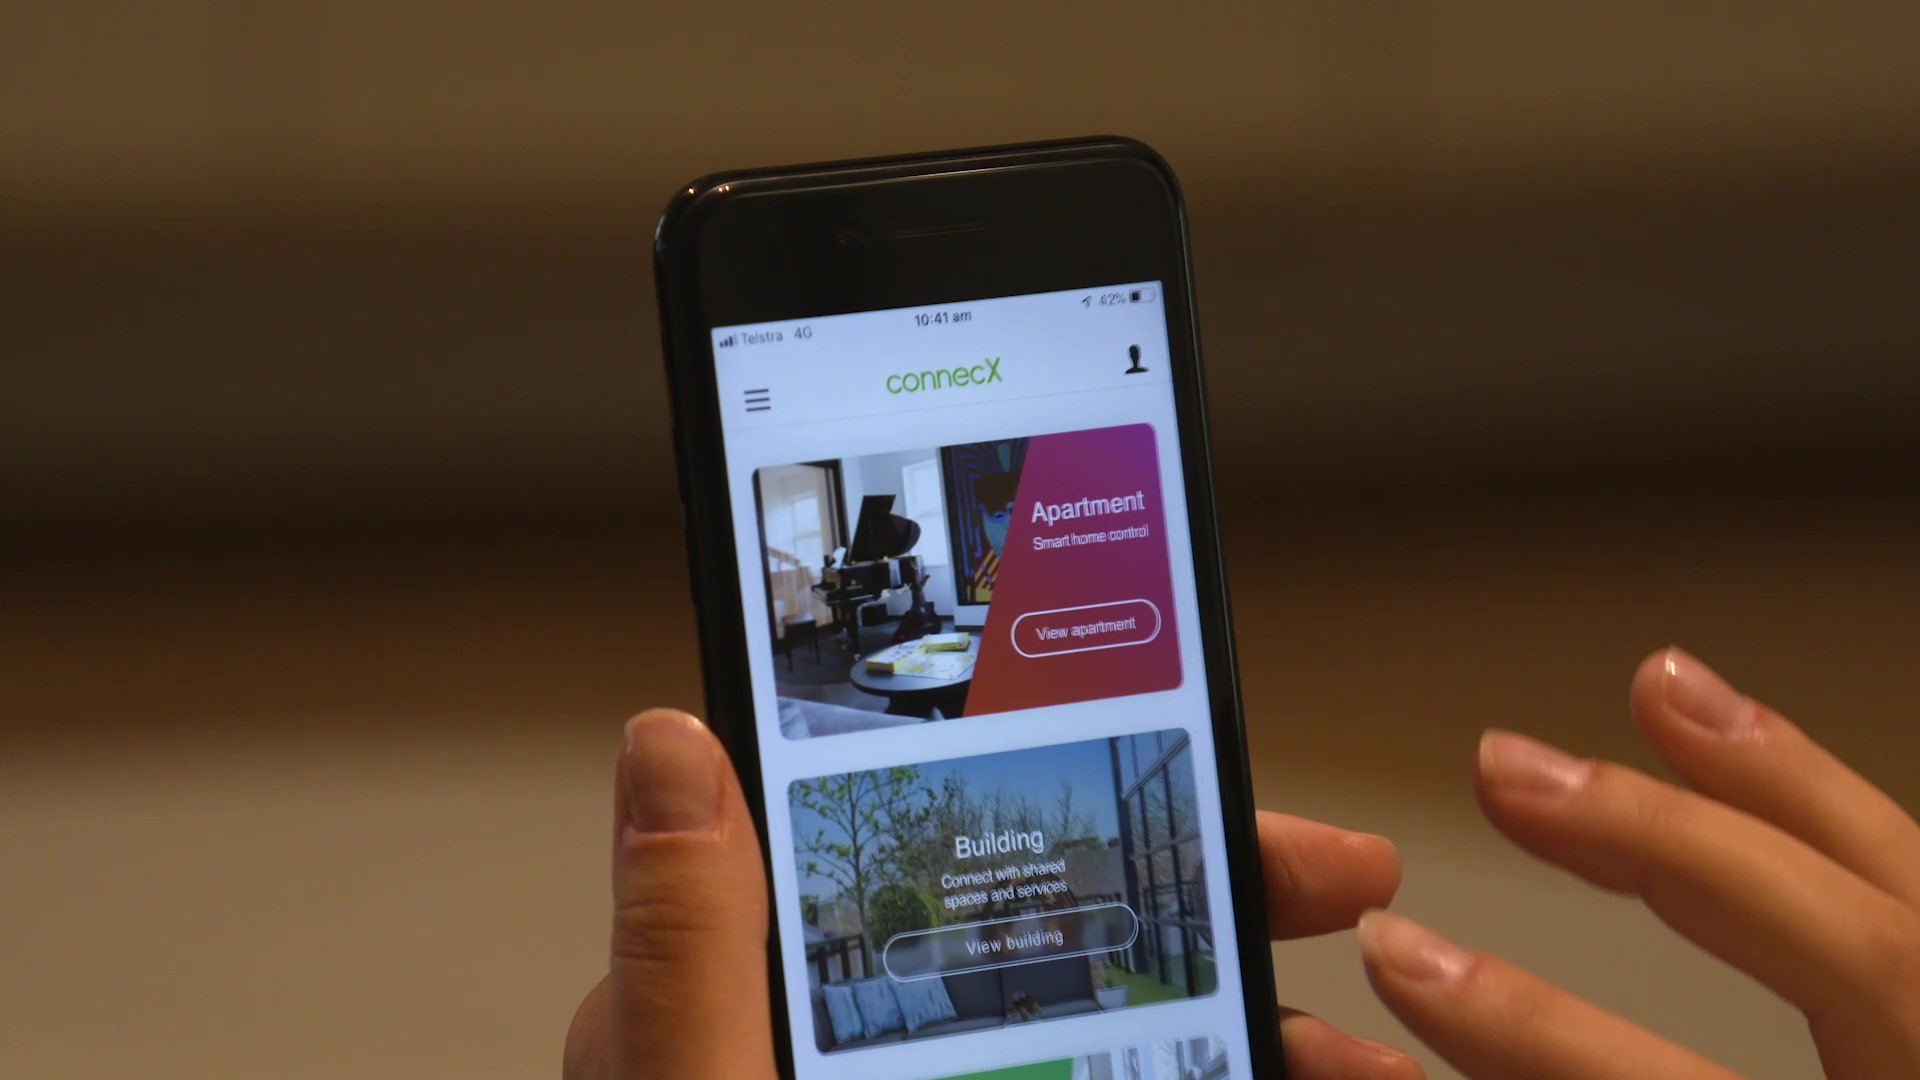 Telstra 4G
10:41 am
42%
connecX
Apartment
Smart home control
View apartment
Building
Connect with shared
spaces and services
View building